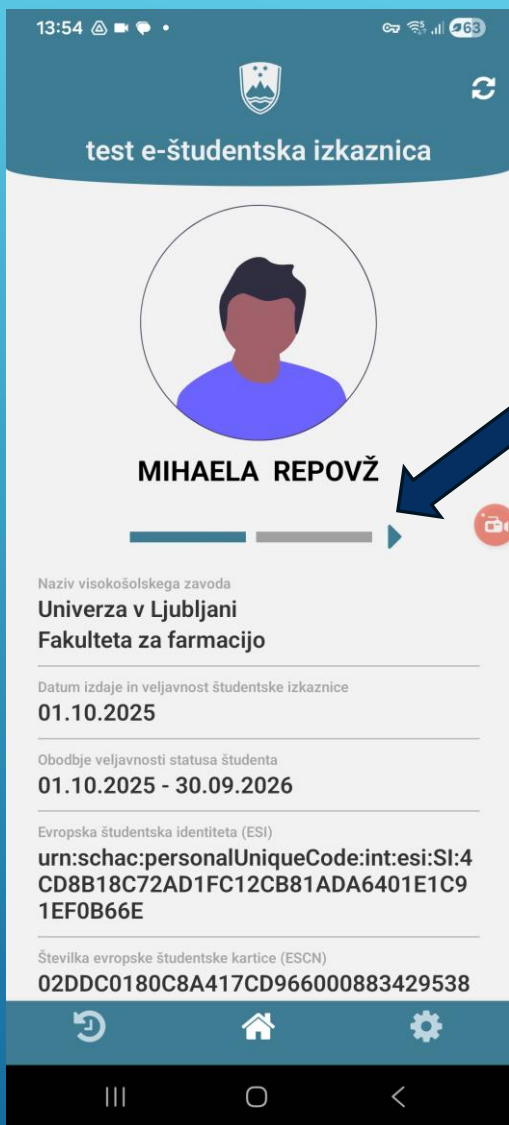 13:54
63
test e-študentska izkaznica
MIHAELA REPOVŽ
Naziv visokošolskega zavoda
Univerza v Ljubljani
Fakulteta za farmacijo
Datum izdaje in veljavnost študentske izkaznice
01.10.2025
Obodbje veljavnosti statusa študenta
01.10.2025 - 30.09.2026
Evropska študentska identiteta (ESI)
urn:schac:personalUniqueCode:int:esi:SI:4
CD8B18C72AD1FC12CB81ADA6401E1C9
1EF0B66E
Številka evropske študentske kartice (ESCN)
02DDC0180C8A417CD966000883429538